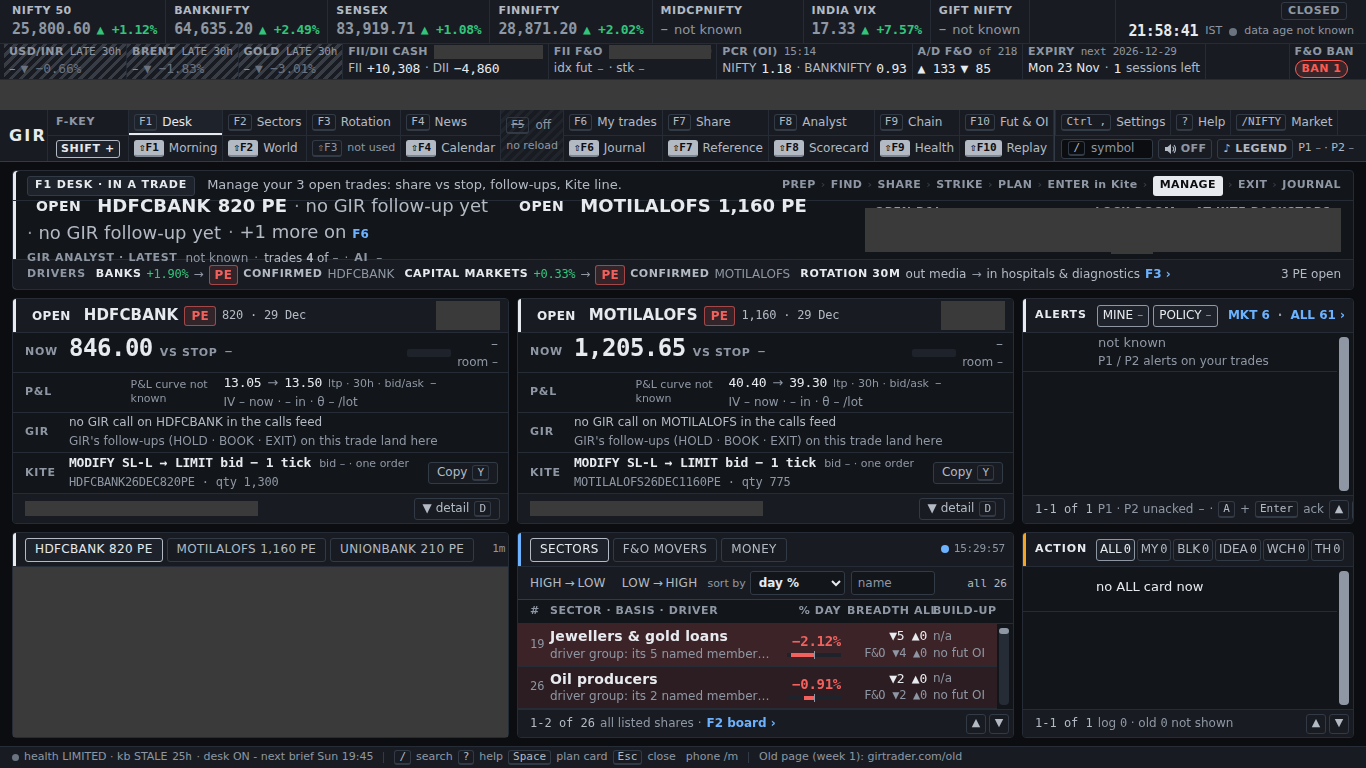 NIFTY 50 BANKNIFTY SENSEX FINNIFTY MIDCPNIFTY INDIA VIX GIFT NIFTY CLOSED
25,800.60 ▲ +1.12% 64,635.20 ▲ +2.49% 83,919.71 ▲ +1.08% 28,871.20 ▲ +2.02% – not known 17.33 ▲ +7.57% – not known 21:58:41 IST ● data age not known
USD/INR LATE 30h BRENT LATE 30h GOLD LATE 30h FII/DII CASH FII F&O PCR (OI) 15:14 A/D F&O of 218 EXPIRY next 2026-12-29 F&O BAN
– ▼ −0.66% – ▼ −1.83% – ▼ −3.01% FII +10,308 · DII −4,860 idx fut – · stk – NIFTY 1.18 · BANKNIFTY 0.93 ▲ 133 ▼ 85 Mon 23 Nov · 1 sessions left BAN 1
GIR F-KEY F1 Desk F2 Sectors F3 Rotation F4 News F5 off F6 My trades F7 Share F8 Analyst F9 Chain F10 Fut & OI Ctrl , Settings ? Help /NIFTY Market
SHIFT + ⇧F1 Morning ⇧F2 World ⇧F3 not used ⇧F4 Calendar no reload ⇧F6 Journal ⇧F7 Reference ⇧F8 Scorecard ⇧F9 Health ⇧F10 Replay / symbol OFF ♪ LEGEND P1 – · P2 –
F1 DESK · IN A TRADE Manage your 3 open trades: share vs stop, follow-ups, Kite line. PREP › FIND › SHARE › STRIKE › PLAN › ENTER in Kite › MANAGE › EXIT › JOURNAL
OPEN HDFCBANK 820 PE · no GIR follow-up yet OPEN MOTILALOFS 1,160 PE
· no GIR follow-up yet · +1 more on F6
GIR ANALYST · LATEST not known · trades 4 of – · AI –
DRIVERS BANKS +1.90% → PE CONFIRMED HDFCBANK CAPITAL MARKETS +0.33% → PE CONFIRMED MOTILALOFS ROTATION 30M out media → in hospitals & diagnostics F3 › 3 PE open
OPEN HDFCBANK PE 820 · 29 Dec
NOW 846.00 VS STOP – –
room –
P&L P&L curve not known 13.05 → 13.50 ltp · 30h · bid/ask –
IV – now · – in · θ – /lot
GIR no GIR call on HDFCBANK in the calls feed
GIR's follow-ups (HOLD · BOOK · EXIT) on this trade land here
KITE MODIFY SL-L → LIMIT bid − 1 tick bid – · one order Copy Y
HDFCBANK26DEC820PE · qty 1,300
▼ detail D
OPEN MOTILALOFS PE 1,160 · 29 Dec
NOW 1,205.65 VS STOP – –
room –
P&L P&L curve not known 40.40 → 39.30 ltp · 30h · bid/ask –
IV – now · – in · θ – /lot
GIR no GIR call on MOTILALOFS in the calls feed
GIR's follow-ups (HOLD · BOOK · EXIT) on this trade land here
KITE MODIFY SL-L → LIMIT bid − 1 tick bid – · one order Copy Y
MOTILALOFS26DEC1160PE · qty 775
▼ detail D
ALERTS MINE – POLICY – MKT 6 · ALL 61 ›
not known
P1 / P2 alerts on your trades
1-1 of 1 P1 · P2 unacked – · A + Enter ack ▲
HDFCBANK 820 PE MOTILALOFS 1,160 PE UNIONBANK 210 PE 1m
SECTORS F&O MOVERS MONEY ● 15:29:57
HIGH → LOW LOW → HIGH sort by day % name all 26
# SECTOR · BASIS · DRIVER % DAY BREADTH ALL BUILD-UP
19 Jewellers & gold loans −2.12% ▼5 ▲0 n/a
driver group: its 5 named member… F&O ▼4 ▲0 no fut OI
26 Oil producers −0.91% ▼2 ▲0 n/a
driver group: its 2 named member… F&O ▼2 ▲0 no fut OI
1-2 of 26 all listed shares · F2 board › ▲ ▼
ACTION ALL 0 MY 0 BLK 0 IDEA 0 WCH 0 TH 0
no ALL card now
1-1 of 1 log 0 · old 0 not shown ▲ ▼
● health LIMITED · kb STALE 25h · desk ON - next brief Sun 19:45 | / search ? help Space plan card Esc close phone /m | Old page (week 1): girtrader.com/old